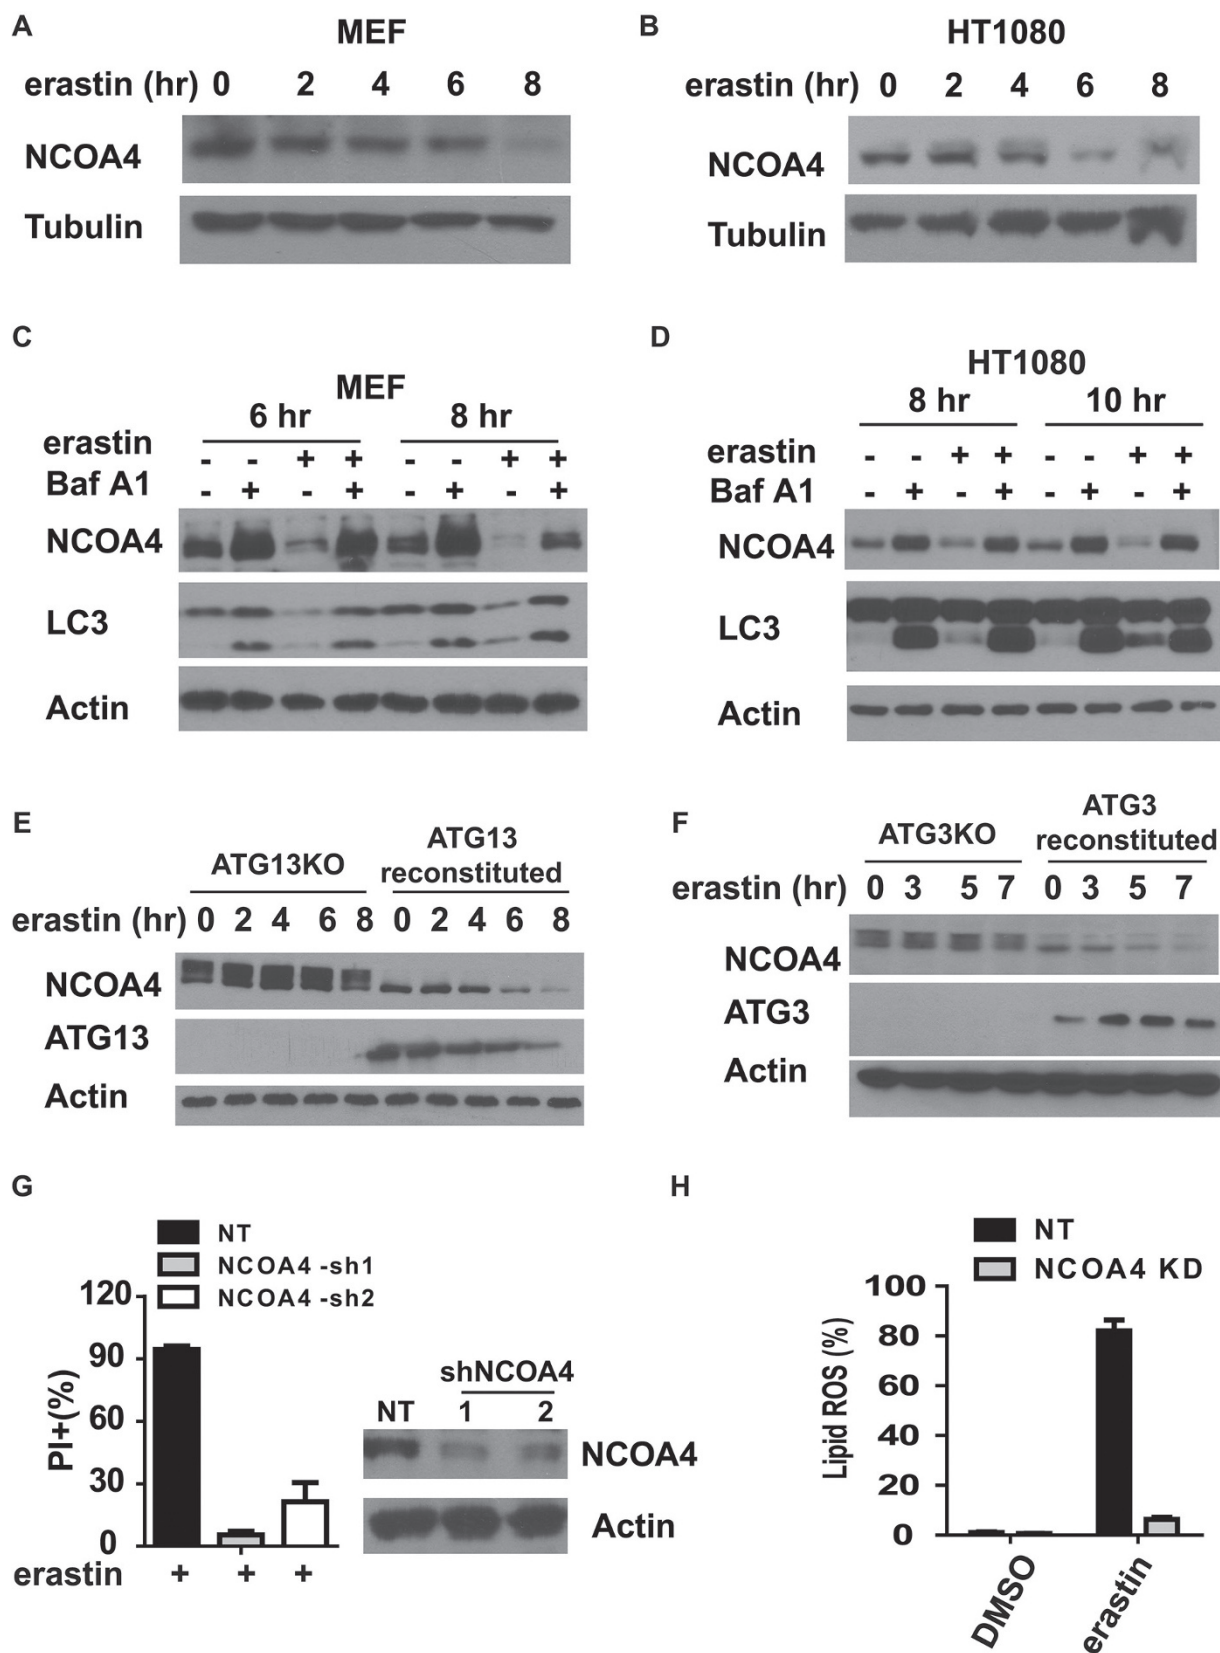 A
MEF
erastin (hr) 0 2 4 6 8
NCOA4
Tubulin
B
HT1080
erastin (hr) 0 2 4 6 8
NCOA4
Tubulin
C
MEF
6 hr 8 hr
erastin - - + + - - + +
Baf A1 - + - + - + - +
NCOA4
LC3
Actin
D
HT1080
8 hr 10 hr
erastin - - + + - - + +
Baf A1 - + - + - + - +
NCOA4
LC3
Actin
E
ATG13KO
ATG13
reconstituted
erastin (hr) 0 2 4 6 8 0 2 4 6 8
NCOA4
ATG13
Actin
F
ATG3KO
ATG3
reconstituted
erastin (hr) 0 3 5 7 0 3 5 7
NCOA4
ATG3
Actin
G
NT
NCOA4 -sh1
NCOA4 -sh2
PI+(%)
120
90
60
30
0
erastin + + +
shNCOA4
NT 1 2
NCOA4
Actin
H
NT
NCOA4 KD
Lipid ROS (%)
100
80
60
40
20
0
DMSO
erastin